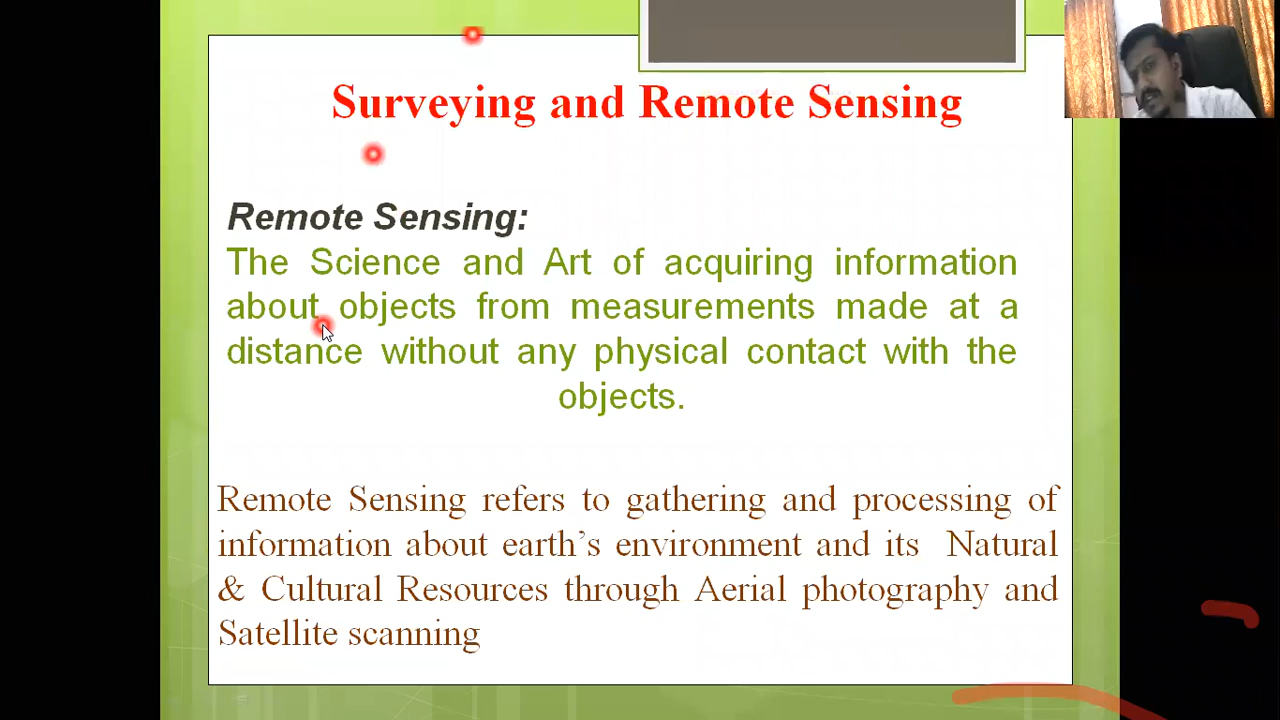 Surveying and Remote Sensing
Remote Sensing:
The Science and Art of acquiring information
about objects from measurements made at a
distance without any physical contact with the
objects.
Remote Sensing refers to gathering and processing of
information about earth’s environment and its Natural
& Cultural Resources through Aerial photography and
Satellite scanning